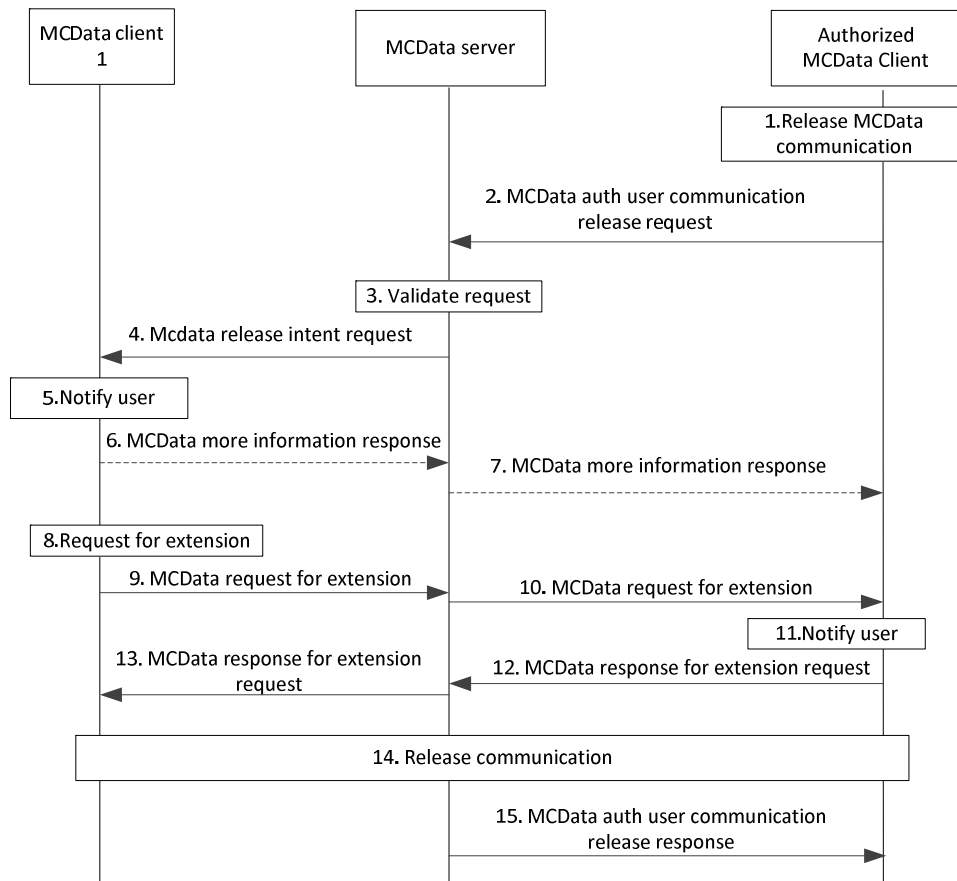 MCData client
1
MCData server
Authorized
MCData Client
1.Release MCData
communication
2. MCData auth user communication
release request
3. Validate request
4. Mcdata release intent request
5.Notify user
6. MCData more information response
7. MCData more information response
8.Request for extension
9. MCData request for extension
10. MCData request for extension
11.Notify user
13. MCData response for extension
request
12. MCData response for extension request
14. Release communication
15. MCData auth user communication
release response